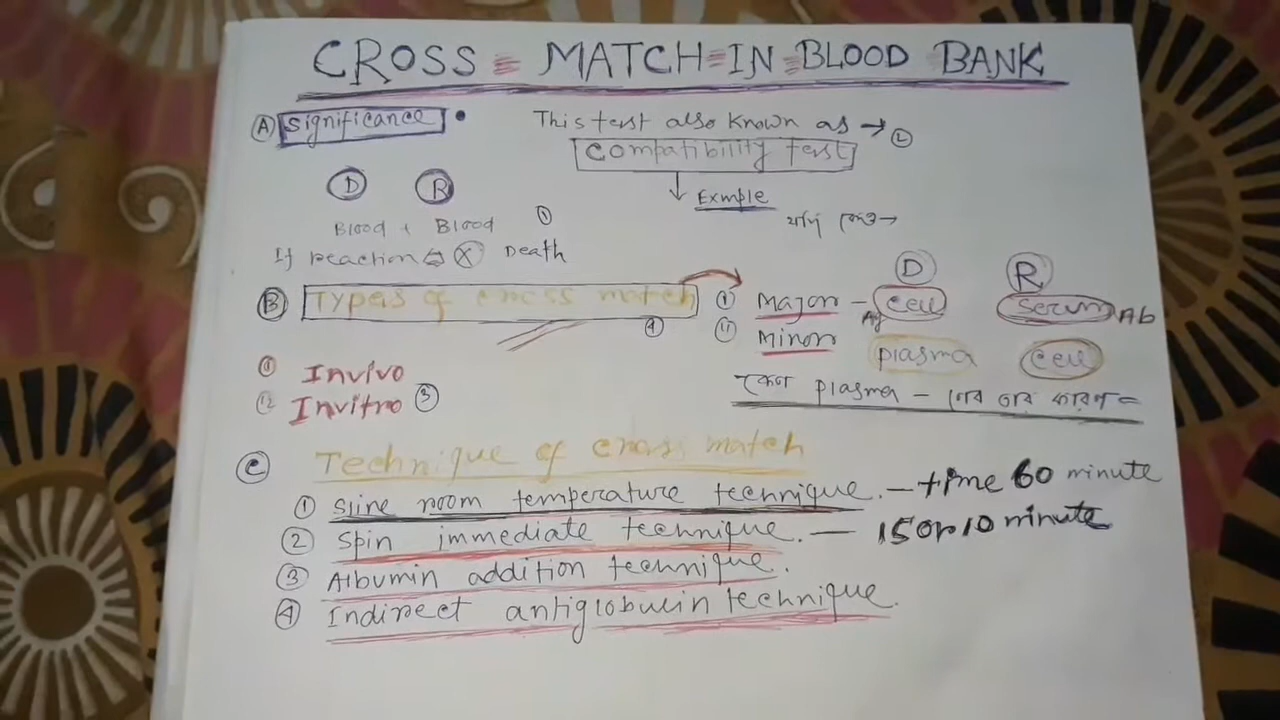 CROSS = MATCH = IN = BLOOD BANK
Ⓐ Significance •
This test also known as → ②
Compatibility test
↓ Exmple
Ⓓ Ⓡ
Blood + Blood ①
If reaction ⇔ Ⓧ Death
Ⓑ Types of cross match ④
Ⓓ Ⓡ
① Major - Cell Ag Serum Ab
⑪ Minor plasma Cell
① Invivo
⑫ Invitro ③
কেন plasma -
Ⓒ Technique of cross match
① Sline room temperature technique. - time 60 minute
② Spin immediate technique. - 15 or 10 minute
③ Albumin addition technique.
④ Indirect antiglobulin technique.